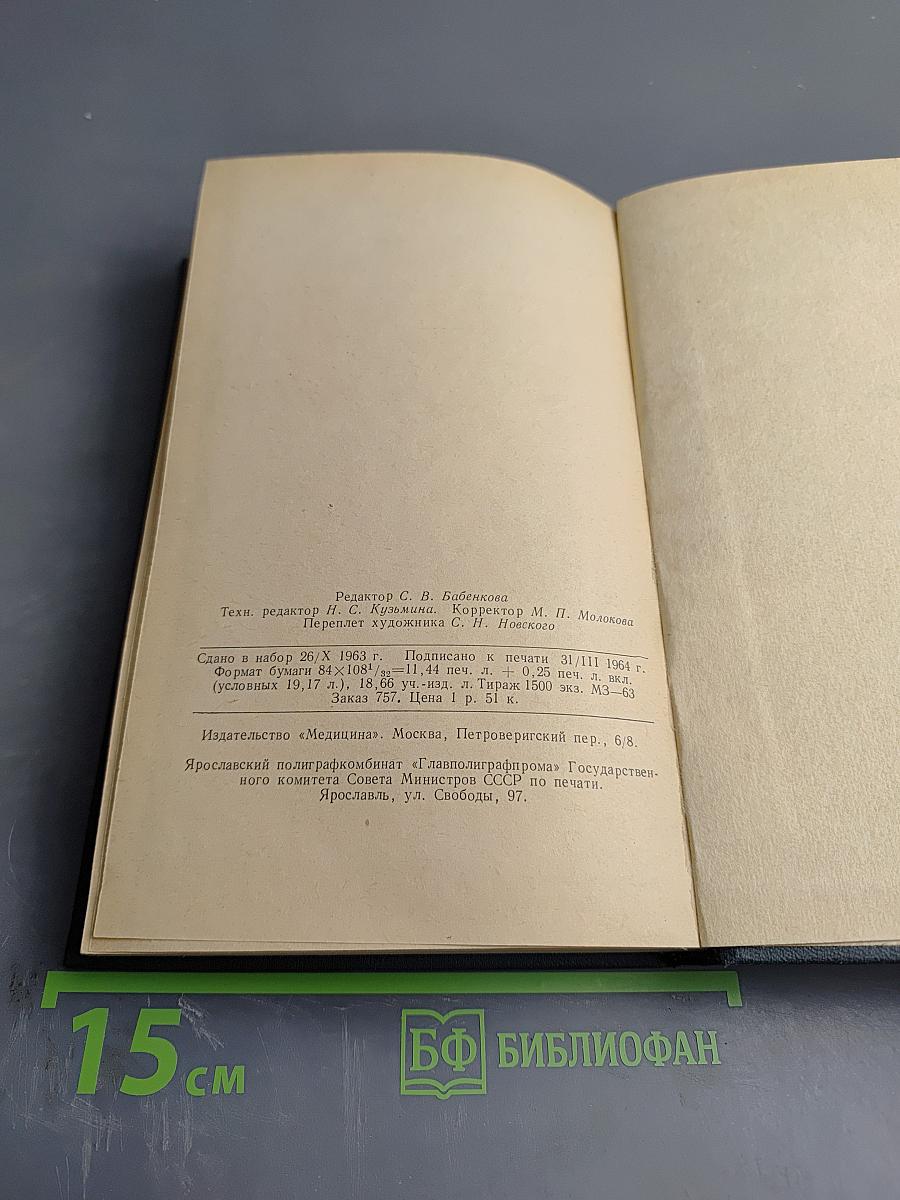 Редактор С. В. Бабенкова
Техн. редактор Н. С. Кузьмина. Корректор М. П. Молокова
Переплет художника С. Н. Новского
Сдано в набор 26/X 1963 г. Подписано к печати 31/III 1964 г.
Формат бумаги 84×108¹/₃₂=11,44 печ. л. + 0,25 печ. л. вкл.
(условных 19,17 л.), 18,66 уч.-изд. л. Тираж 1500 экз. МЗ—63
Заказ 757. Цена 1 р. 51 к.
Издательство «Медицина». Москва, Петроверигский пер., 6/8.
Ярославский полиграфкомбинат «Главполиграфпрома» Государствен-
ного комитета Совета Министров СССР по печати.
Ярославль, ул. Свободы, 97.
15 см
БФ БИБЛИОФАН